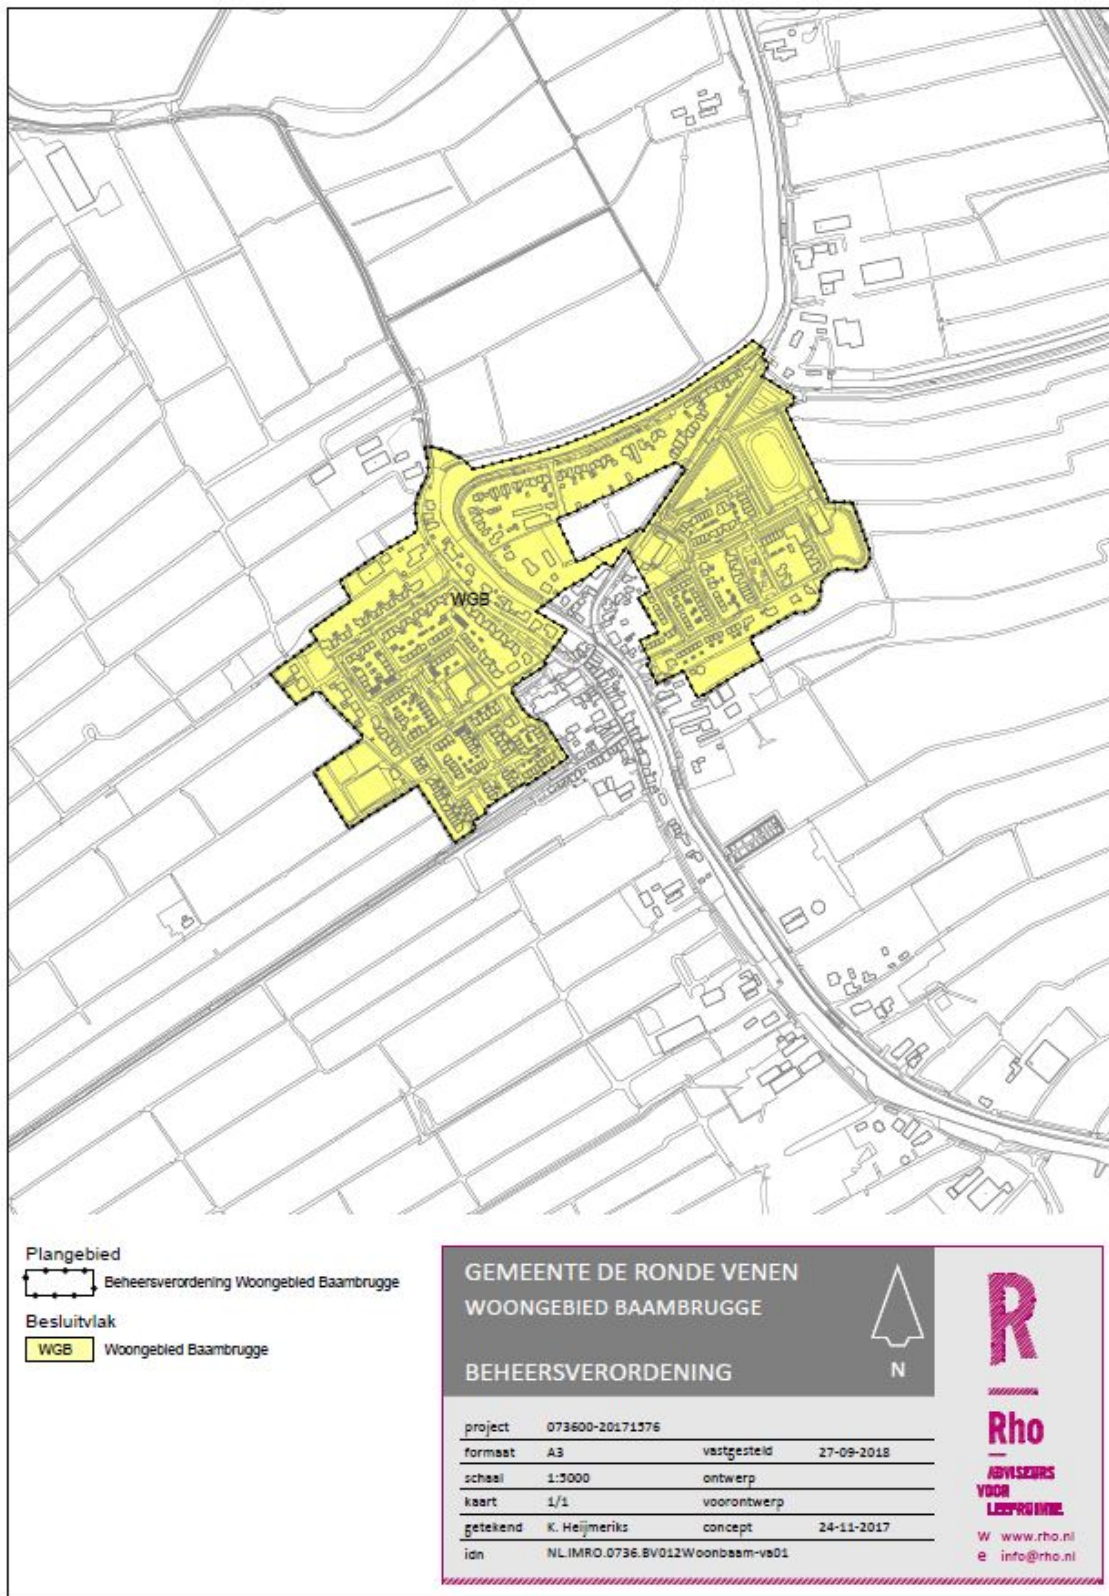 WGB
Plangebied
Beheersverordening Woongebied Baambrugge
Besluitvlak
WGB Woongebied Baambrugge
GEMEENTE DE RONDE VENEN
WOONGEBIED BAAMBRUGGE
BEHEERSVERORDENING
N
project 073600-20171576
formaat A3 vastgesteld 27-09-2018
schaal 1:5000 ontwerp
kaart 1/1 voorontwerp
getekend K. Heijmeriks concept 24-11-2017
idn NL.IMRO.0736.BV012Woonbaam-va01
R
Rho
ADVISEURS
VOOR
LEEFRUIMTE
W www.rho.nl
e info@rho.nl